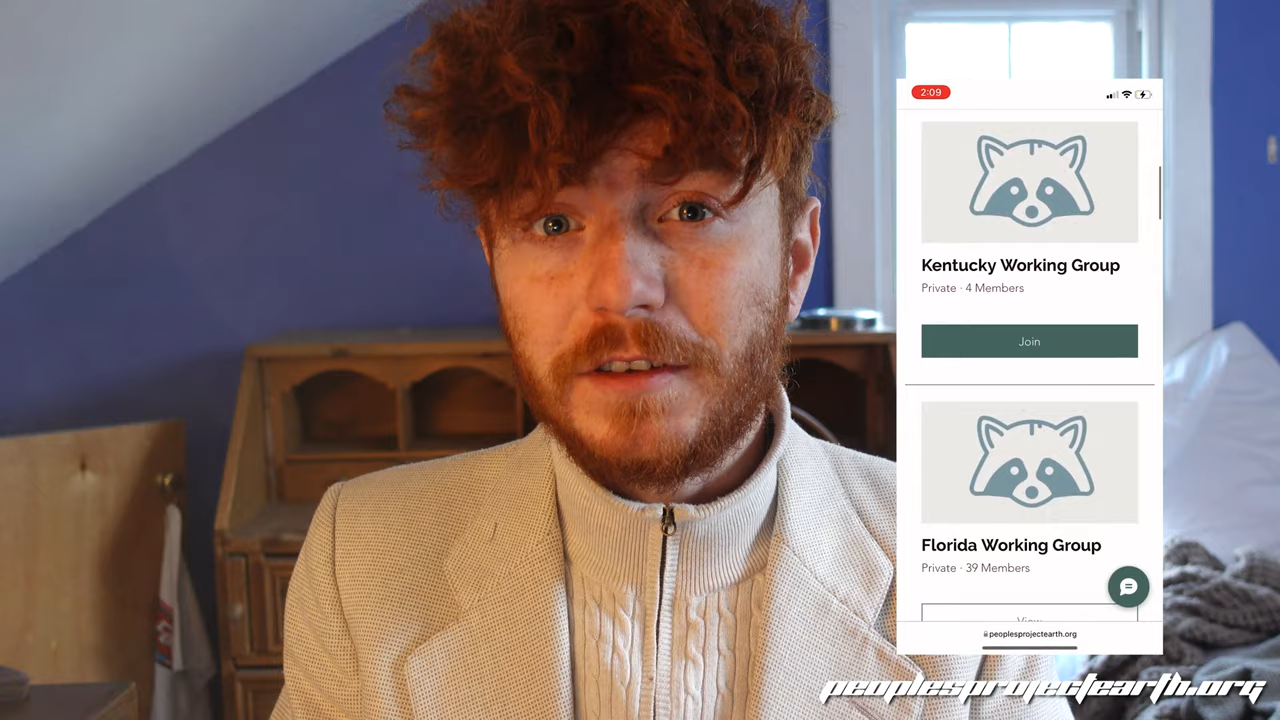 2:09
Kentucky Working Group
Private · 4 Members
Join
Florida Working Group
Private · 39 Members
View
peoplesprojectearth.org
peoplesprojectearth.org